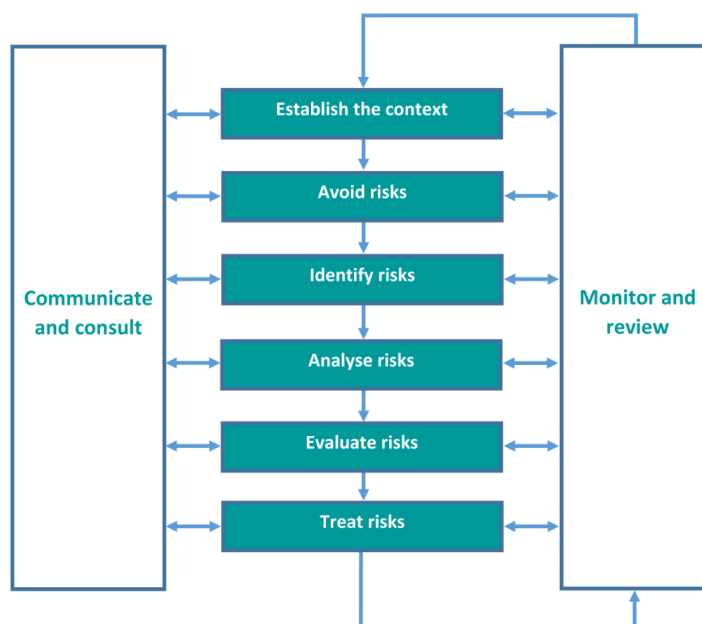 Establish the context
Avoid risks
Identify risks
Communicate
and consult
Monitor and
review
Analyse risks
Evaluate risks
Treat risks